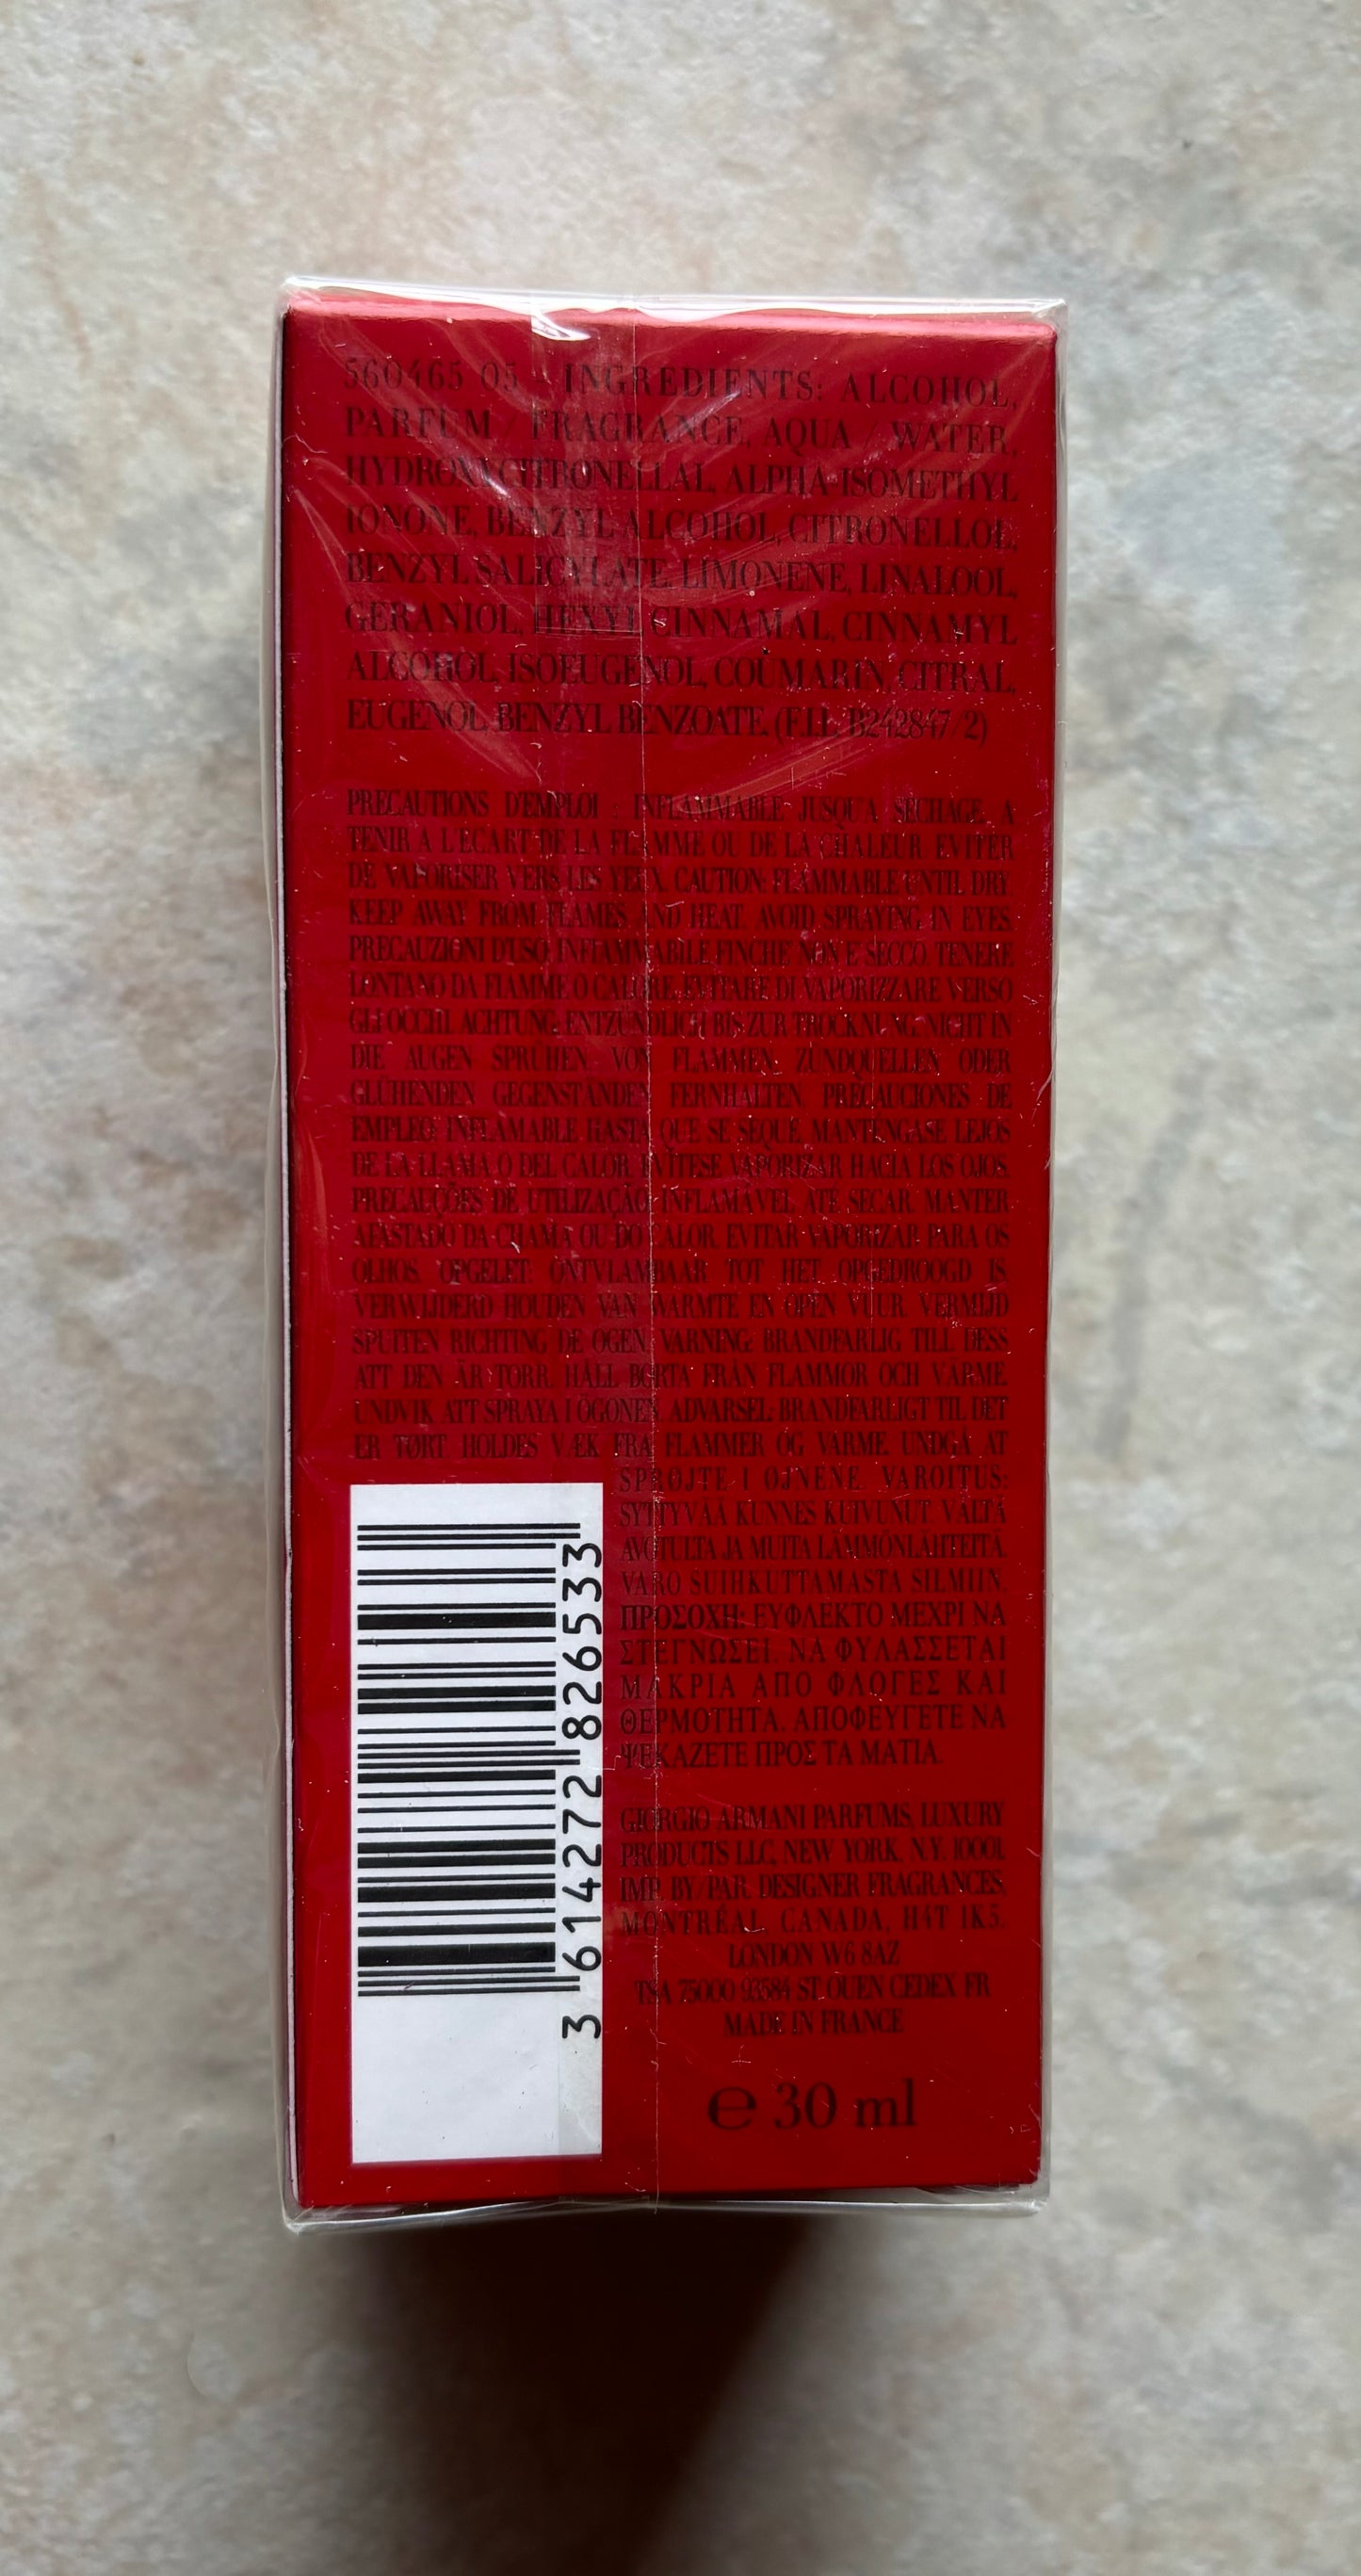 560465 05 - INGREDIENTS: ALCOHOL,
PARFUM / FRAGRANCE, AQUA / WATER,
HYDROXYCITRONELLAL, ALPHA-ISOMETHYL
IONONE, BENZYL ALCOHOL, CITRONELLOL,
BENZYL SALICYLATE, LIMONENE, LINALOOL,
GERANIOL, HEXYL CINNAMAL, CINNAMYL
ALCOHOL, ISOEUGENOL, COUMARIN, CITRAL,
EUGENOL, BENZYL BENZOATE, (F.I.L. B242847/2)
PRECAUTIONS D'EMPLOI : INFLAMMABLE JUSQU'A SECHAGE. A
TENIR A L'ECART DE LA FLAMME OU DE LA CHALEUR. EVITER
DE VAPORISER VERS LES YEUX. CAUTION: FLAMMABLE UNTIL DRY.
KEEP AWAY FROM FLAMES AND HEAT. AVOID SPRAYING IN EYES.
PRECAUZIONI D'USO: INFIAMMABILE FINCHE' NON E' SECCO. TENERE
LONTANO DA FIAMME O CALORE. EVITARE DI VAPORIZZARE VERSO
GLI OCCHI. ACHTUNG: ENTZÜNDLICH BIS ZUR TROCKNUNG. NICHT IN
DIE AUGEN SPRÜHEN. VON FLAMMEN, ZÜNDQUELLEN ODER
GLÜHENDEN GEGENSTÄNDEN FERNHALTEN. PRECAUCIONES DE
EMPLEO: INFLAMABLE HASTA QUE SE SEQUE. MANTÉNGASE LEJOS
DE LA LLAMA O DEL CALOR. EVÍTESE VAPORIZAR HACIA LOS OJOS.
PRECAUÇÕES DE UTILIZAÇÃO: INFLAMÁVEL ATÉ SECAR. MANTER
AFASTADO DA CHAMA OU DO CALOR. EVITAR VAPORIZAR PARA OS
OLHOS. OPGELET: ONTVLAMBAAR TOT HET OPGEDROOGD IS.
VERWIJDERD HOUDEN VAN WARMTE EN OPEN VUUR. VERMIJD
SPUITEN RICHTING DE OGEN. VARNING: BRANDFARLIG TILL DESS
ATT DEN ÄR TORR. HÅLL BORTA FRÅN FLAMMOR OCH VÄRME.
UNDVIK ATT SPRAYA I ÖGONEN. ADVARSEL: BRANDFARLIGT TIL DET
ER TØRT. HOLDES VÆK FRA FLAMMER OG VARME. UNDGÅ AT
SPRØJTE I ØJNENE. VAROITUS:
SYTTYVÄÄ KUNNES KUIVUNUT. VÄLTÄ
AVOTULTA JA MUITA LÄMMÖNLÄHTEITÄ.
VARO SUIHKUTTAMASTA SILMIIN.
ΠΡΟΣΟΧΗ: ΕΥΦΛΕΚΤΟ ΜΕΧΡΙ ΝΑ
ΣΤΕΓΝΩΣΕΙ. ΝΑ ΦΥΛΑΣΣΕΤΑΙ
ΜΑΚΡΙΑ ΑΠΟ ΦΛΟΓΕΣ ΚΑΙ
ΘΕΡΜΟΤΗΤΑ. ΑΠΟΦΕΥΓΕΤΕ ΝΑ
ΨΕΚΑΖΕΤΕ ΠΡΟΣ ΤΑ ΜΑΤΙΑ.
3 614272 826533
GIORGIO ARMANI PARFUMS, LUXURY
PRODUCTS LLC, NEW YORK, N.Y. 10001.
IMP. BY/PAR. DESIGNER FRAGRANCES,
MONTRÉAL, CANADA, H4T 1K5.
LONDON W6 8AZ
TSA 75000 93584 ST. OUEN CEDEX FR
MADE IN FRANCE
℮ 30 ml